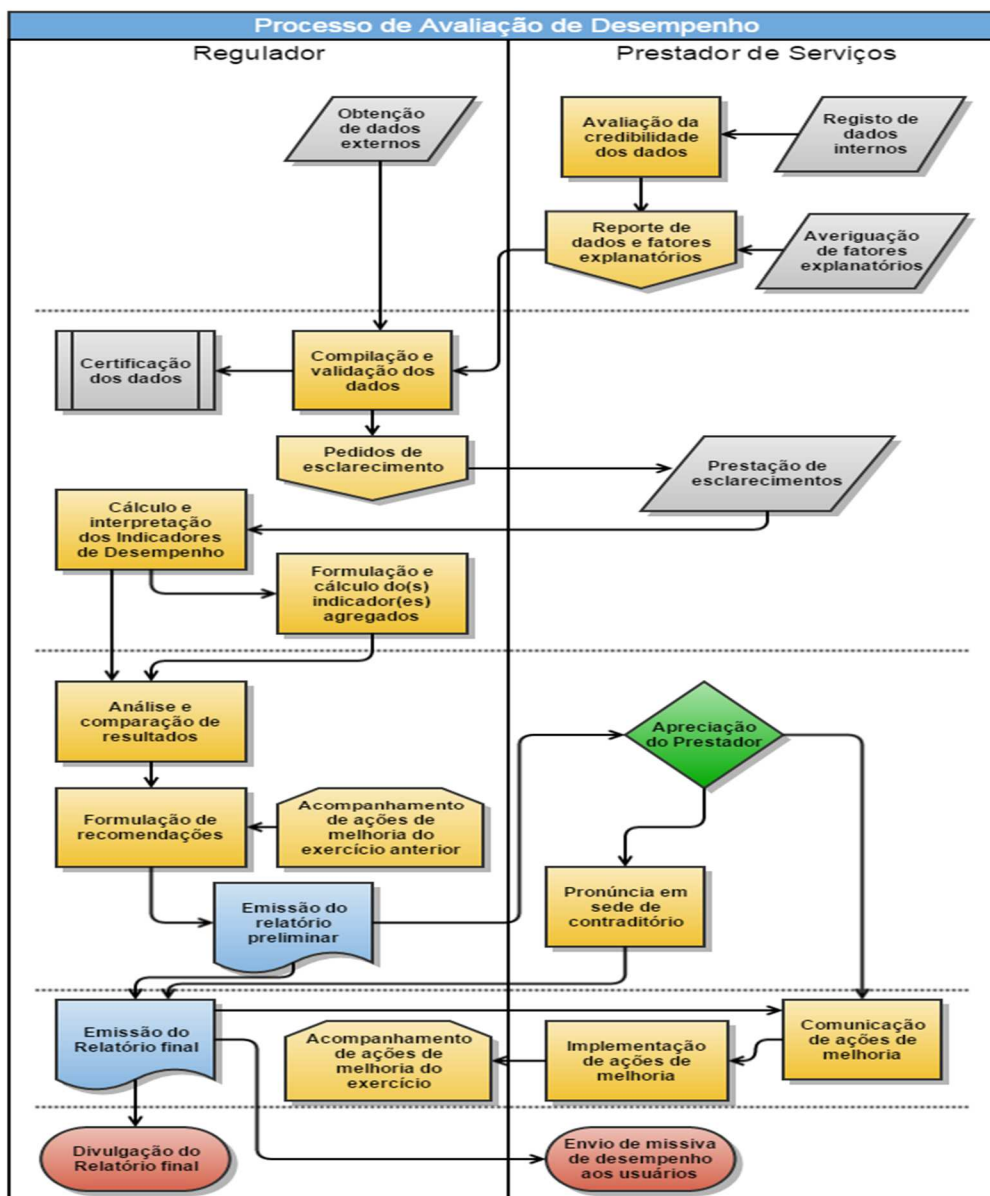 Processo de Avaliação de Desempenho
Regulador
Prestador de Serviços
Obtenção
de dados
externos
Avaliação da
credibilidade
dos dados
Registo de
dados
internos
Reporte de
dados e fatores
explanatórios
Averiguação
de fatores
explanatórios
Certificação
dos dados
Compilação e
validação dos
dados
Pedidos de
esclarecimento
Prestação de
esclarecimentos
Cálculo e
interpretação
dos Indicadores
de Desempenho
Formulação e
cálculo do(s)
indicador(es)
agregados
Análise e
comparação de
resultados
Apreciação
do Prestador
Formulação de
recomendações
Acompanhamento
de ações de
melhoria do
exercício anterior
Emissão do
relatório
preliminar
Pronúncia em
sede de
contraditório
Emissão do
Relatório final
Acompanhamento
de ações de
melhoria do
exercício
Implementação
de ações de
melhoria
Comunicação
de ações de
melhoria
Divulgação do
Relatório final
Envio de missiva
de desempenho
aos usuários